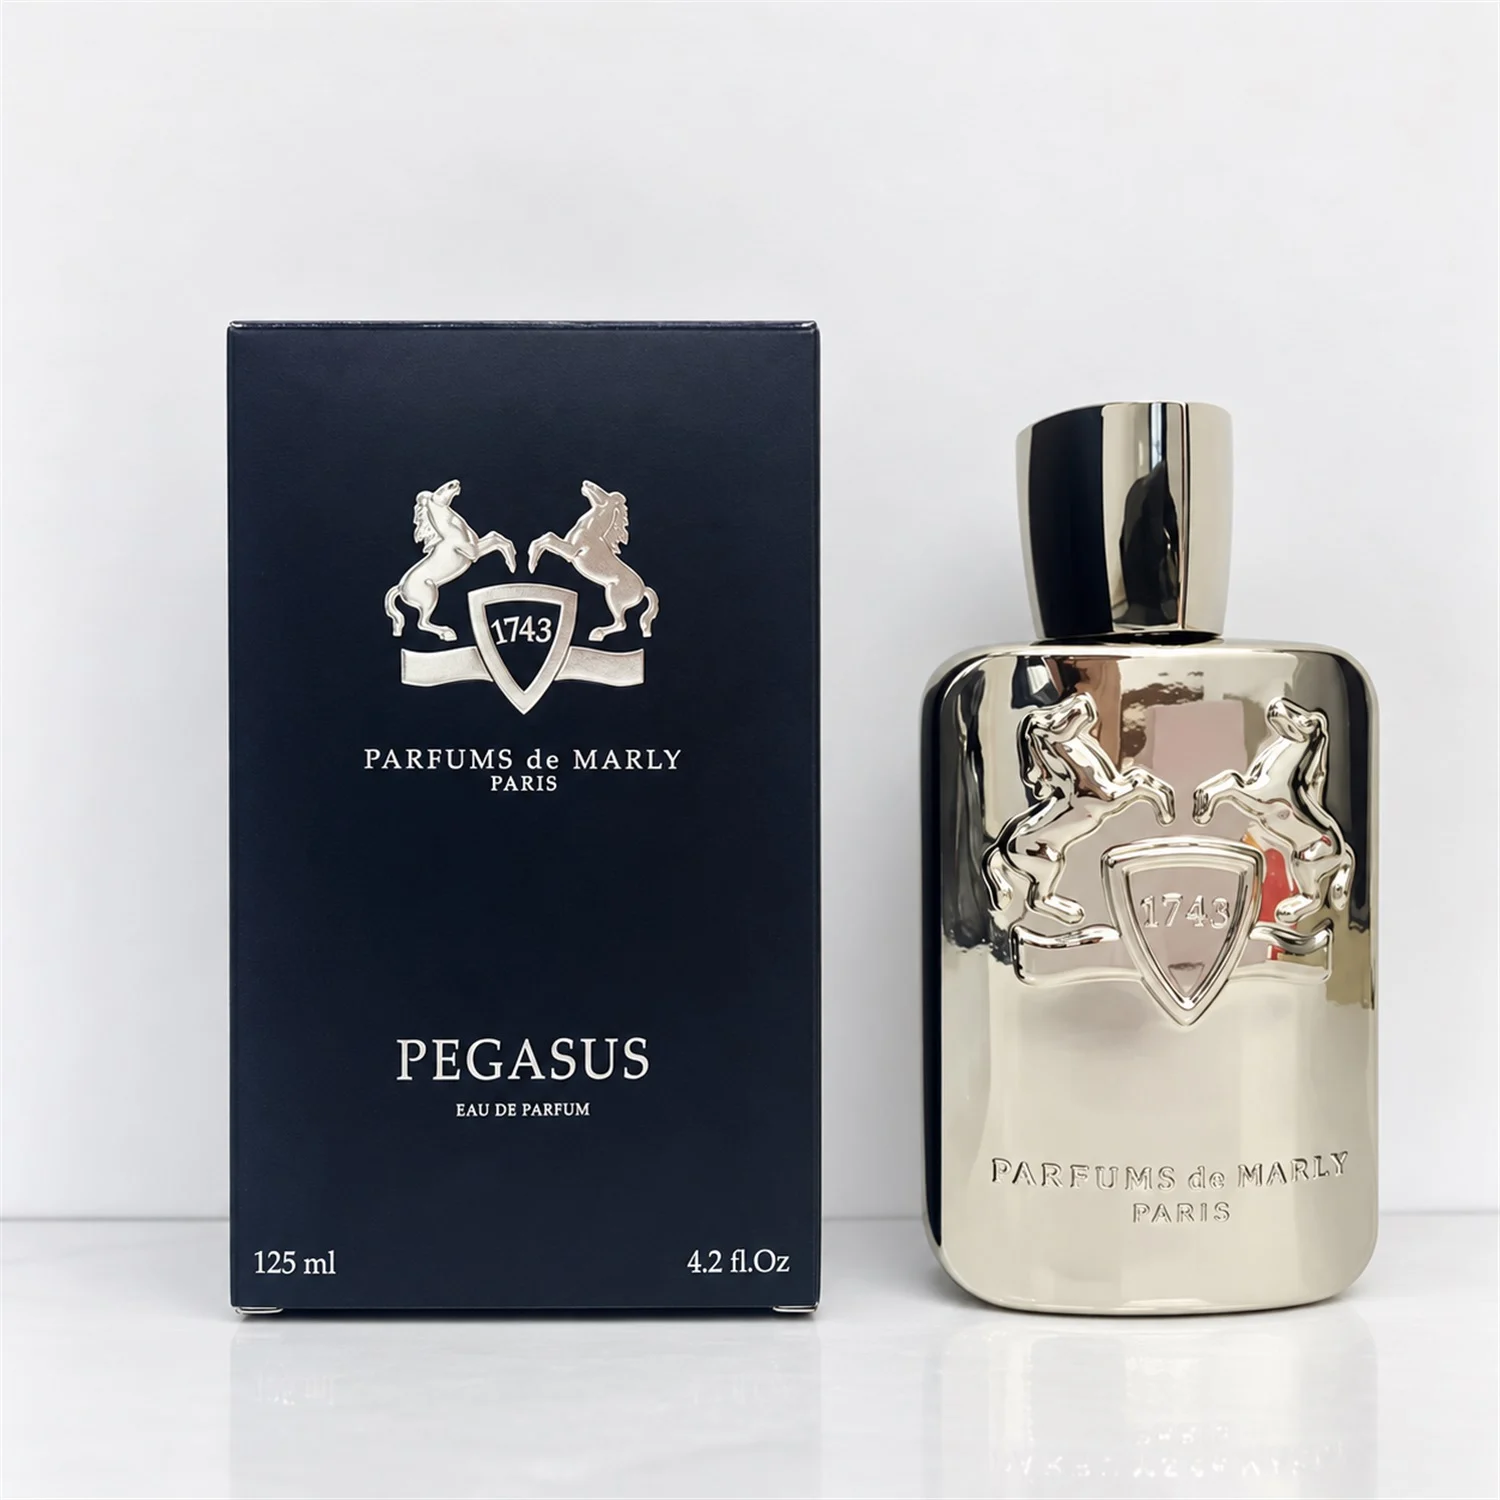 1743
PARFUMS de MARLY
PARIS
PEGASUS
EAU DE PARFUM
125 ml
4.2 fl.Oz
1743
PARFUMS de MARLY
PARIS